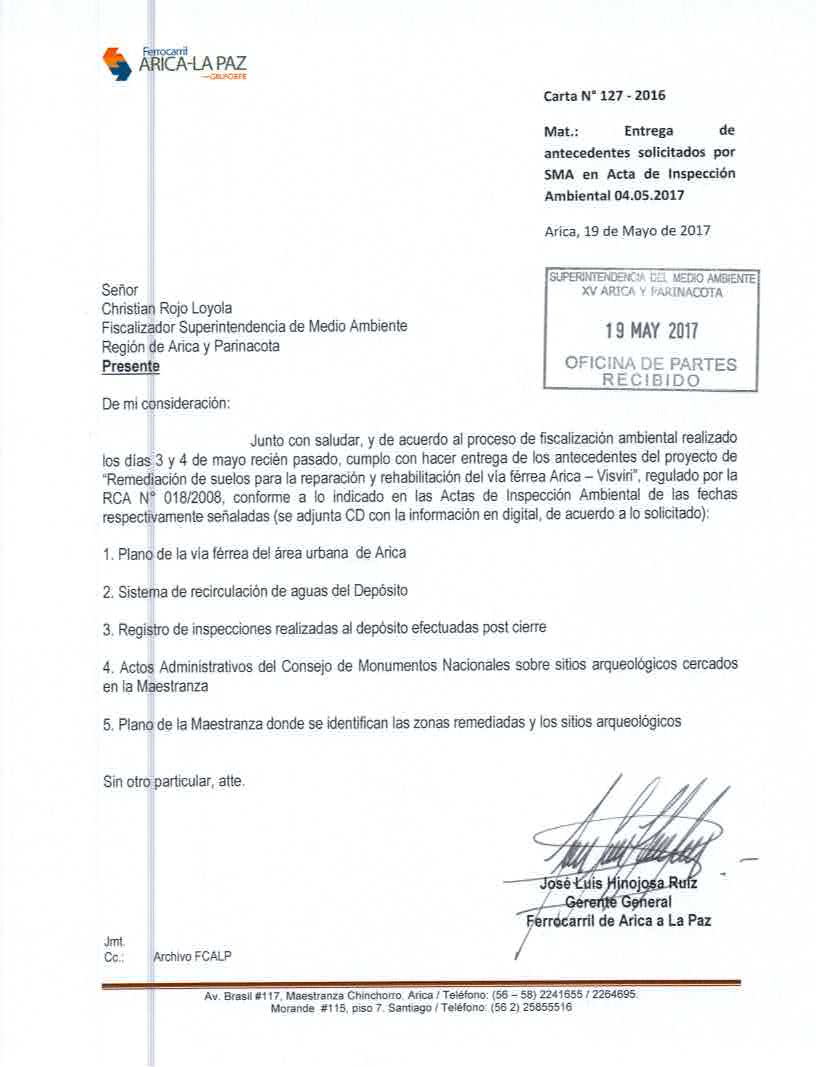 Ferrocarril
ARICA-LA PAZ
GRUPOEFE
Carta N° 127 - 2016
Mat.: Entrega de
antecedentes solicitados por
SMA en Acta de Inspección
Ambiental 04.05.2017
Arica, 19 de Mayo de 2017
SUPERINTENDENCIA DEL MEDIO AMBIENTE
XV ARICA Y PARINACOTA
19 MAY 2017
OFICINA DE PARTES
RECIBIDO
Señor
Christian Rojo Loyola
Fiscalizador Superintendencia de Medio Ambiente
Región de Arica y Parinacota
Presente
De mi consideración:
Junto con saludar, y de acuerdo al proceso de fiscalización ambiental realizado
los días 3 y 4 de mayo recién pasado, cumplo con hacer entrega de los antecedentes del proyecto de
“Remediación de suelos para la reparación y rehabilitación del vía férrea Arica – Visviri”, regulado por la
RCA N° 018/2008, conforme a lo indicado en las Actas de Inspección Ambiental de las fechas
respectivamente señaladas (se adjunta CD con la información en digital, de acuerdo a lo solicitado):
1. Plano de la vía férrea del área urbana de Arica
2. Sistema de recirculación de aguas del Depósito
3. Registro de inspecciones realizadas al depósito efectuadas post cierre
4. Actos Administrativos del Consejo de Monumentos Nacionales sobre sitios arqueológicos cercados
en la Maestranza
5. Plano de la Maestranza donde se identifican las zonas remediadas y los sitios arqueológicos
Sin otro particular, atte.
José Luis Hinojosa Ruíz
Gerente General
Ferrocarril de Arica a La Paz
Jmt.
Cc.: Archivo FCALP
Av. Brasil #117, Maestranza Chinchorro. Arica / Teléfono: (56 – 58) 2241655 / 2264695.
Morande #115, piso 7. Santiago / Teléfono: (56 2) 25855516